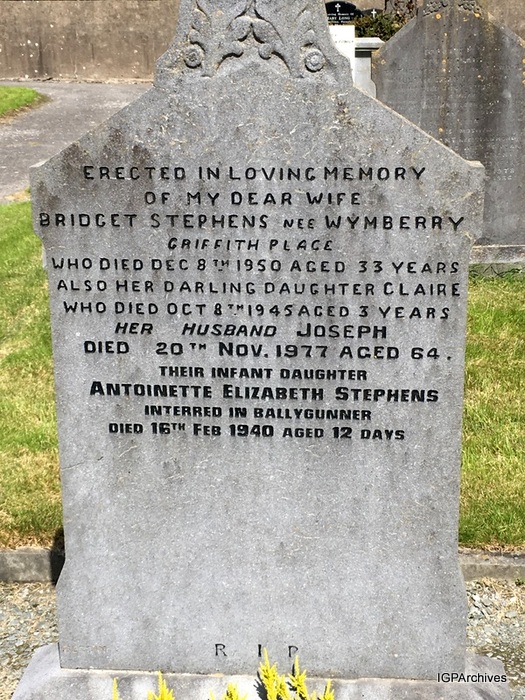 ERECTED IN LOVING MEMORY
OF MY DEAR WIFE
BRIDGET STEPHENS NEE WYMBERRY
GRIFFITH PLACE
WHO DIED DEC 8TH 1950 AGED 33 YEARS
ALSO HER DARLING DAUGHTER CLAIRE
WHO DIED OCT 8TH 1945 AGED 3 YEARS
HER HUSBAND JOSEPH
DIED 20TH NOV. 1977 AGED 64.
THEIR INFANT DAUGHTER
ANTOINETTE ELIZABETH STEPHENS
INTERRED IN BALLYGUNNER
DIED 16TH FEB 1940 AGED 12 DAYS
R I P
IGPArchives